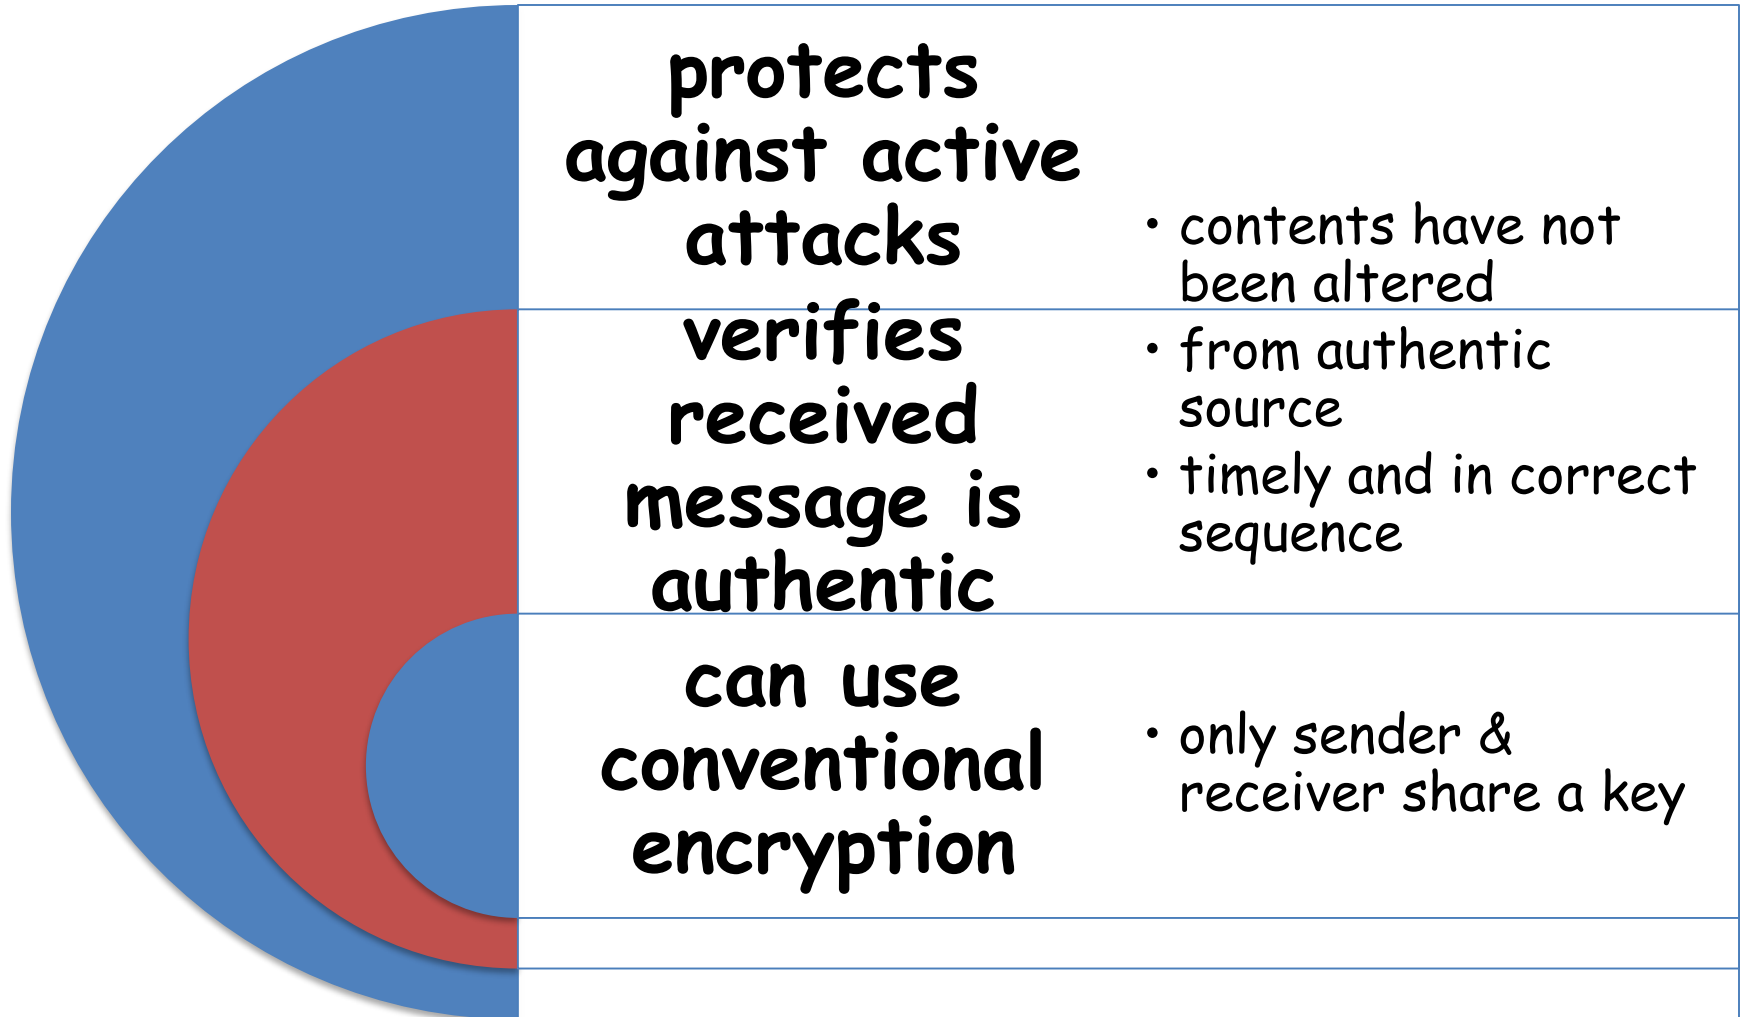 protects
against active
attacks
verifies
received
message is
authentic
• contents have not
been altered
• from authentic
source
• timely and in correct
sequence
can use
conventional
encryption
• only sender &
receiver share a key